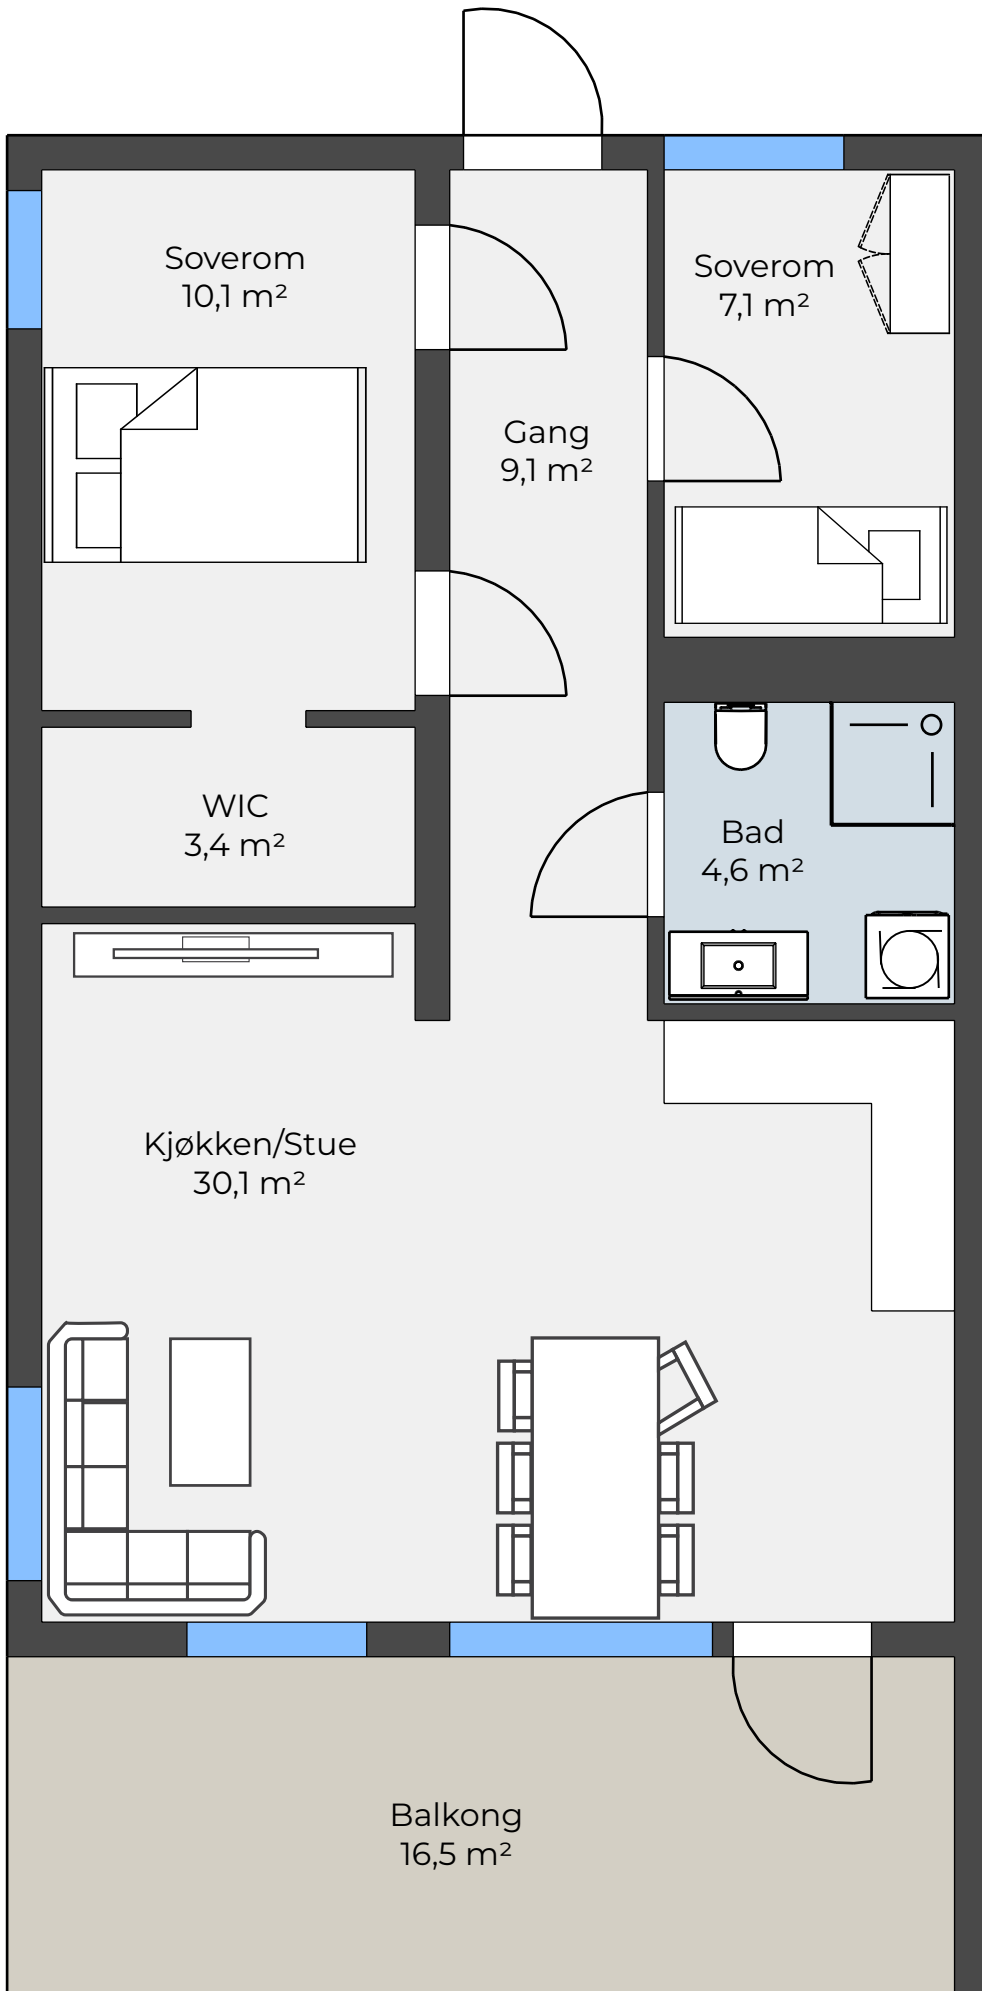 Soverom
10,1 m²
Soverom
7,1 m²
Gang
9,1 m²
WIC
3,4 m²
Bad
4,6 m²
Kjøkken/Stue
30,1 m²
Balkong
16,5 m²